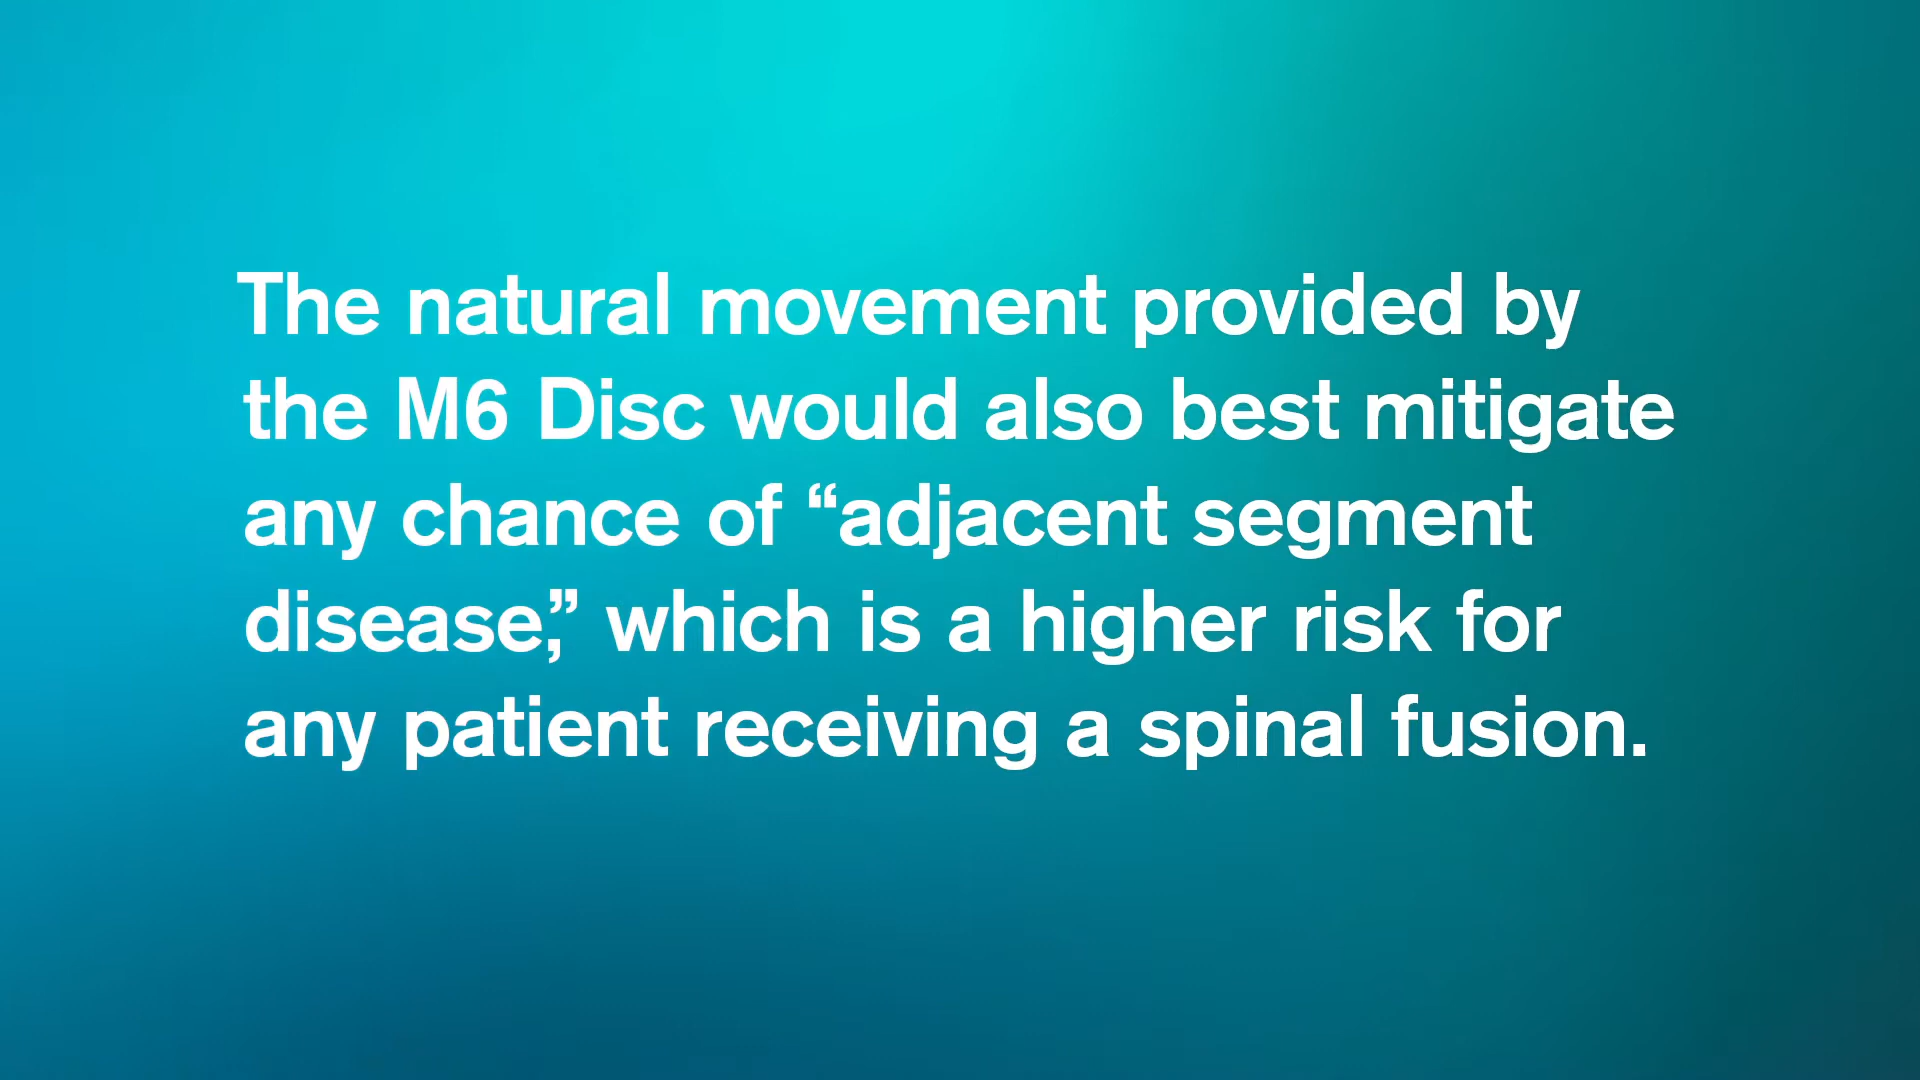 The natural movement provided by
the M6 Disc would also best mitigate
any chance of “adjacent segment
disease,” which is a higher risk for
any patient receiving a spinal fusion.